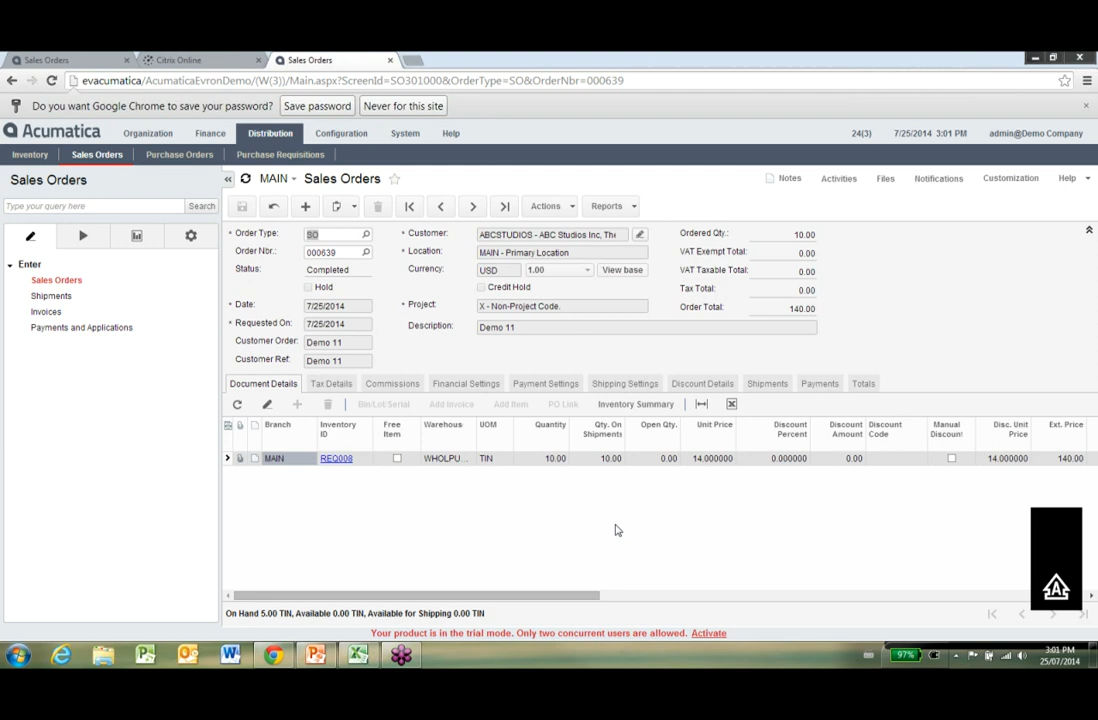 Sales Orders
Citrix Online
Sales Orders
evacumatica/AcumaticaEvronDemo/(W(3))/Main.aspx?ScreenId=SO301000&OrderType=SO&OrderNbr=000639
Do you want Google Chrome to save your password? Save password Never for this site
Acumatica Organization Finance Distribution Configuration System Help 24(3) 7/25/2014 3:01 PM admin@Demo Company
Inventory Sales Orders Purchase Orders Purchase Requisitions
Sales Orders
MAIN Sales Orders Notes Activities Files Notifications Customization Help
Type your query here Search
Actions Reports
Enter
Sales Orders
Shipments
Invoices
Payments and Applications
* Order Type: SO * Customer: ABCSTUDIOS - ABC Studios Inc, The Ordered Qty.: 10.00
Order Nbr.: 000639 * Location: MAIN - Primary Location VAT Exempt Total: 0.00
Status: Completed Currency: USD 1.00 View base VAT Taxable Total: 0.00
Hold Credit Hold Tax Total: 0.00
* Date: 7/25/2014 * Project: X - Non-Project Code. Order Total: 140.00
* Requested On: 7/25/2014 Description: Demo 11
Customer Order: Demo 11
Customer Ref.: Demo 11
Document Details Tax Details Commissions Financial Settings Payment Settings Shipping Settings Discount Details Shipments Payments Totals
Bin/Lot/Serial Add Invoice Add Item PO Link Inventory Summary
Branch Inventory ID Free Item Warehous UOM Quantity Qty. On Shipments Open Qty. Unit Price Discount Percent Discount Amount Discount Code Manual Discount Disc. Unit Price Ext. Price
MAIN REQ008 WHOLPU... TIN 10.00 10.00 0.00 14.000000 0.000000 0.00 14.000000 140.00
On Hand 5.00 TIN, Available 0.00 TIN, Available for Shipping 0.00 TIN
Your product is in the trial mode. Only two concurrent users are allowed. Activate
97%
3:01 PM
25/07/2014